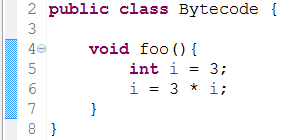 2 public class Bytecode {
3
4 void foo(){
5 int i = 3;
6 i = 3 * i;
7 }
8 }